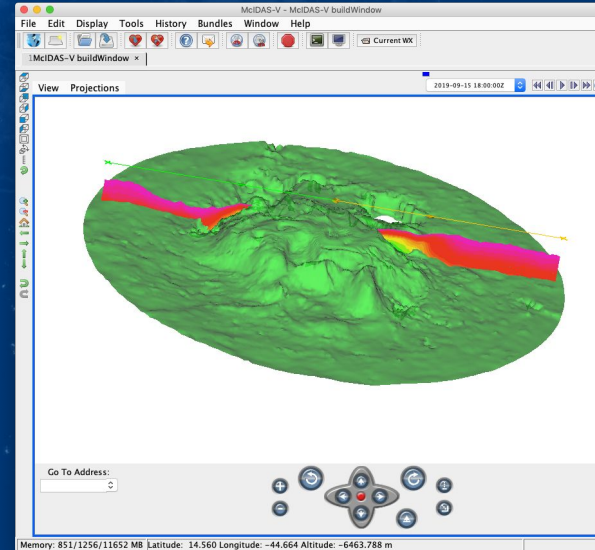 McIDAS-V - McIDAS-V buildWindow
File Edit Display Tools History Bundles Window Help
Current WX
1McIDAS-V buildWindow ×
View Projections
2019-09-15 18:00:00Z
Go To Address:
Memory: 851/1256/11652 MB Latitude: 14.560 Longitude: -44.664 Altitude: -6463.788 m